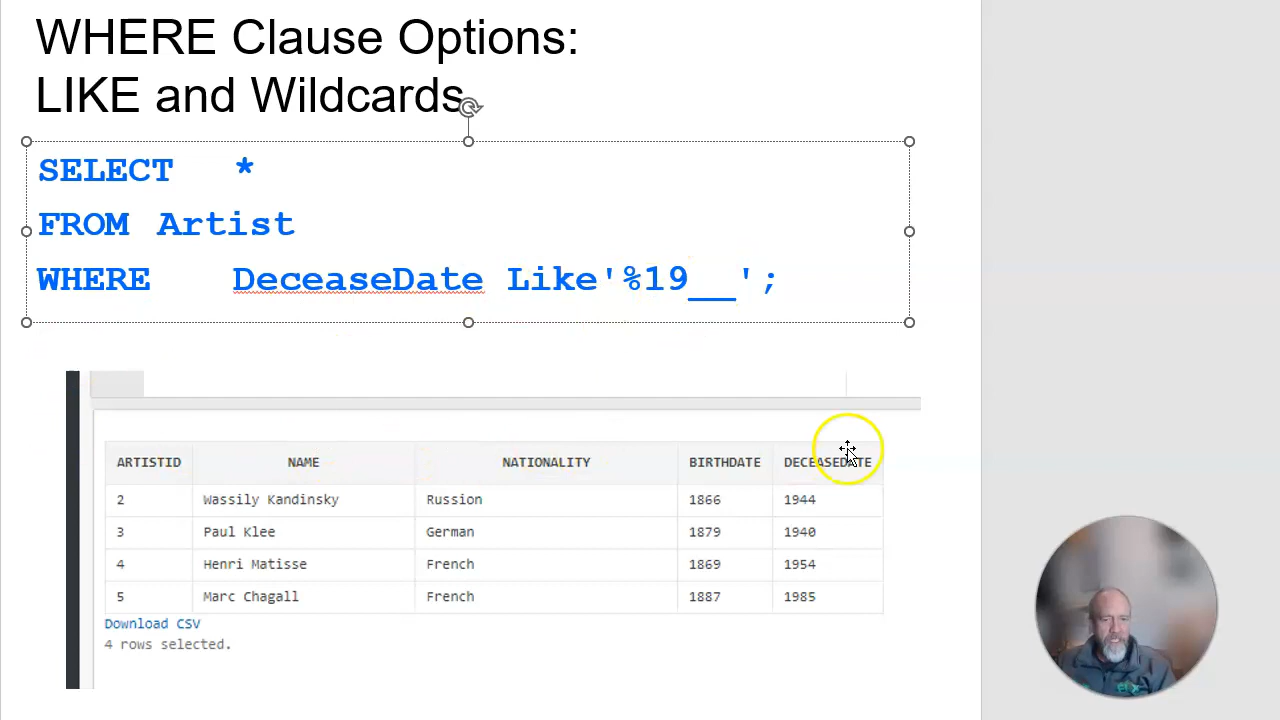 WHERE Clause Options:
LIKE and Wildcards
SELECT *
FROM Artist
WHERE DeceaseDate Like'%19__';
ARTISTID NAME NATIONALITY BIRTHDATE DECEASEDATE
2 Wassily Kandinsky Russion 1866 1944
3 Paul Klee German 1879 1940
4 Henri Matisse French 1869 1954
5 Marc Chagall French 1887 1985
Download CSV
4 rows selected.